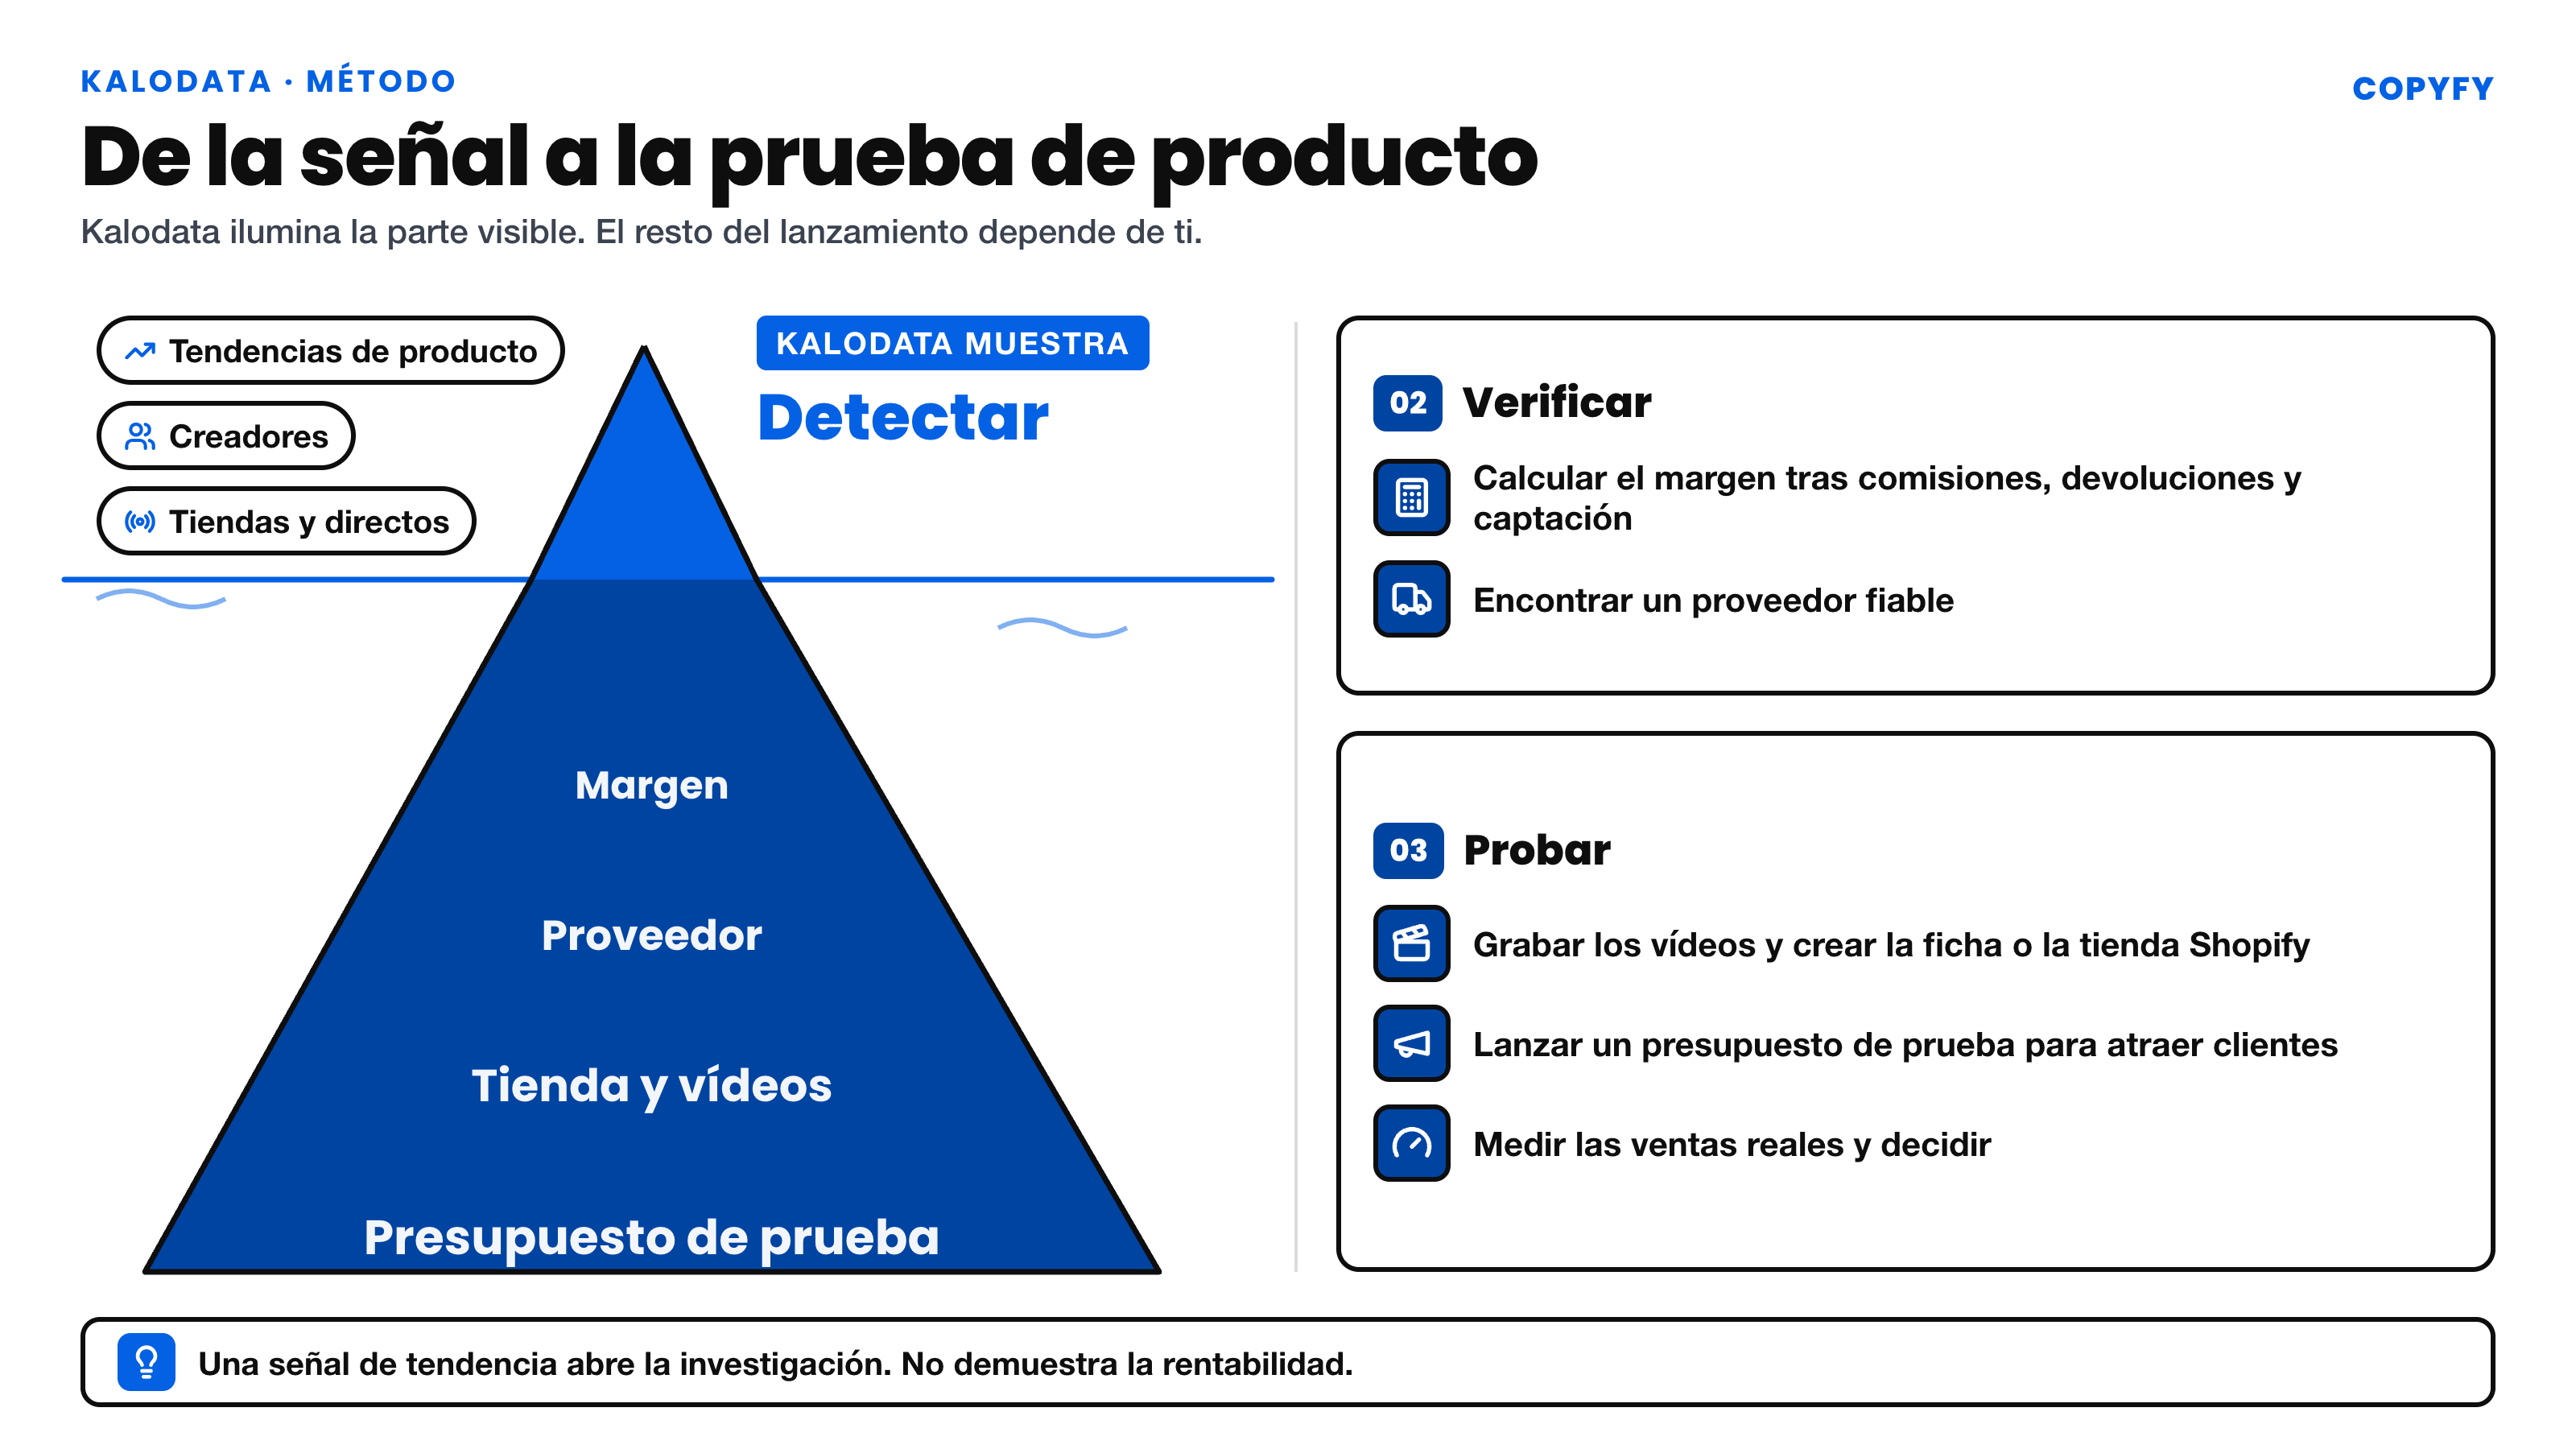 KALODATA · MÉTODO
COPYFY
De la señal a la prueba de producto
Kalodata ilumina la parte visible. El resto del lanzamiento depende de ti.
Tendencias de producto
Creadores
Tiendas y directos
KALODATA MUESTRA
Detectar
Margen
Proveedor
Tienda y vídeos
Presupuesto de prueba
02 Verificar
Calcular el margen tras comisiones, devoluciones y
captación
Encontrar un proveedor fiable
03 Probar
Grabar los vídeos y crear la ficha o la tienda Shopify
Lanzar un presupuesto de prueba para atraer clientes
Medir las ventas reales y decidir
Una señal de tendencia abre la investigación. No demuestra la rentabilidad.